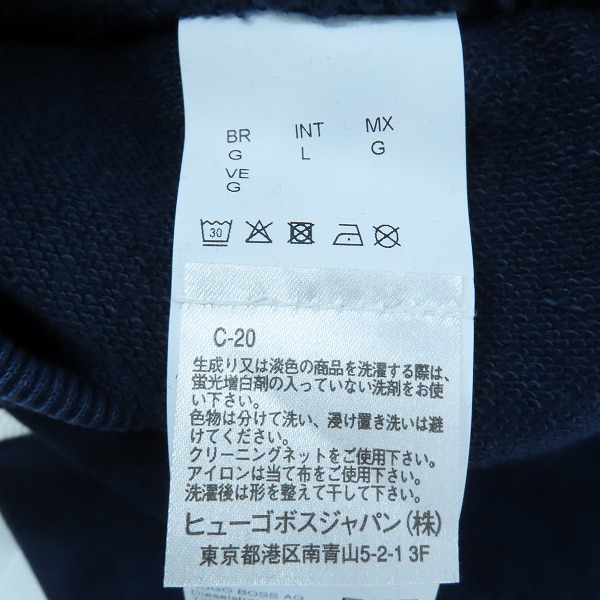 BR INT MX
G L G
VE
G
30
C-20
生成り又は淡色の商品を洗濯する際は、
蛍光増白剤の入っていない洗剤をお使
い下さい。
色物は分けて洗い、浸け置き洗いは避
けてください。
クリーニングネットをご使用下さい。
アイロンは当て布をご使用下さい。
洗濯後は形を整えて干して下さい。
ヒューゴボスジャパン(株)
東京都港区南青山5-2-1 3F
HUGO BOSS AG